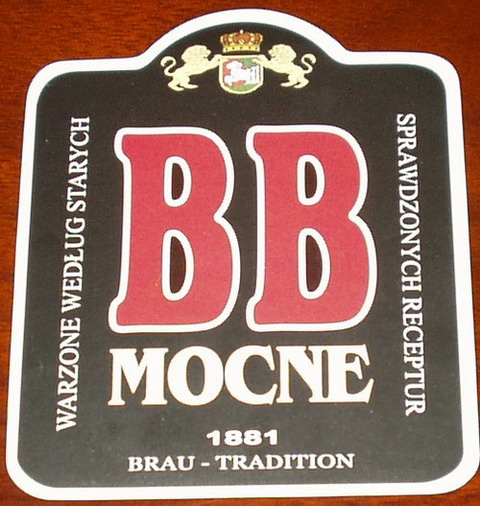 WARZONE WEDŁUG STARYCH
SPRAWDZONYCH RECEPTUR
BB
MOCNE
1881
BRAU - TRADITION